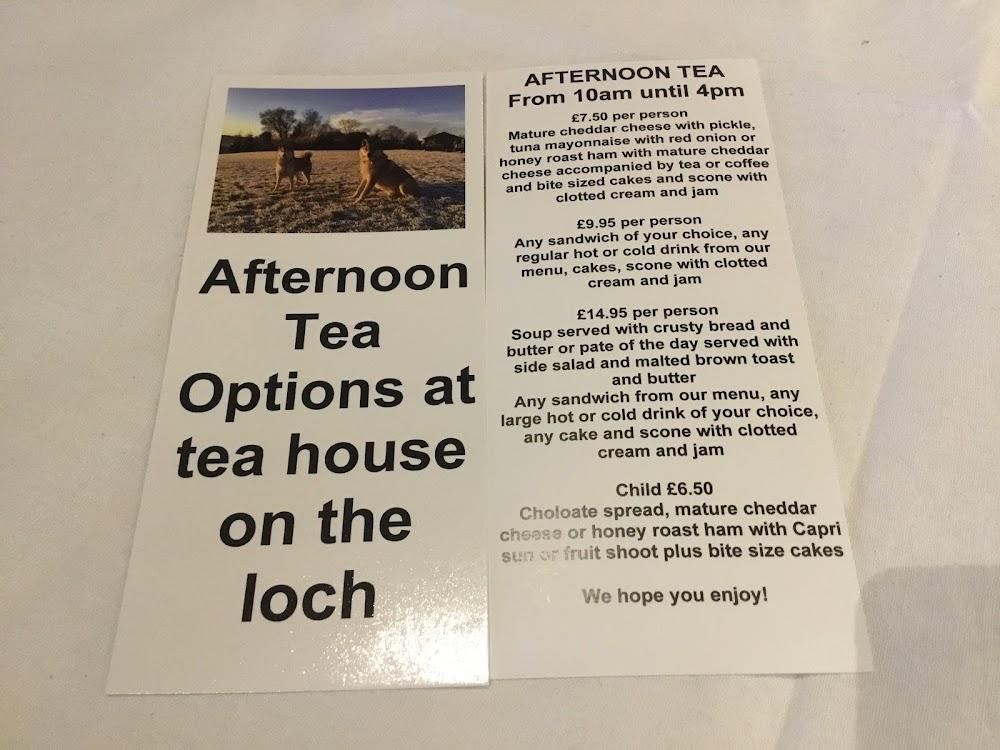 Afternoon
Tea
Options at
tea house
on the
loch
AFTERNOON TEA
From 10am until 4pm
£7.50 per person
Mature cheddar cheese with pickle,
tuna mayonnaise with red onion or
honey roast ham with mature cheddar
cheese accompanied by tea or coffee
and bite sized cakes and scone with
clotted cream and jam
£9.95 per person
Any sandwich of your choice, any
regular hot or cold drink from our
menu, cakes, scone with clotted
cream and jam
£14.95 per person
Soup served with crusty bread and
butter or pate of the day served with
side salad and malted brown toast
and butter
Any sandwich from our menu, any
large hot or cold drink of your choice,
any cake and scone with clotted
cream and jam
Child £6.50
Choloate spread, mature cheddar
cheese or honey roast ham with Capri
sun or fruit shoot plus bite size cakes
We hope you enjoy!